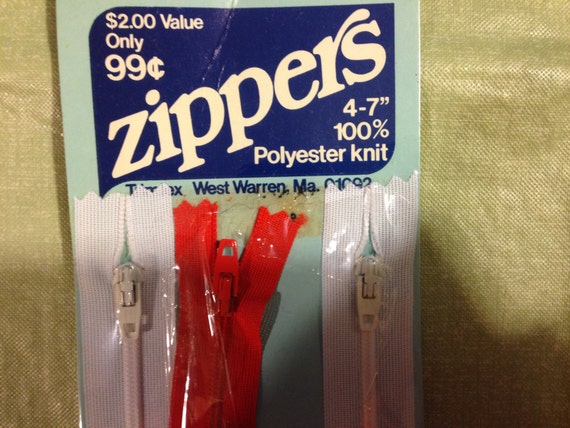 $2.00 Value
Only
99¢
zippers
4-7"
100%
Polyester knit
West Warren, Ma.